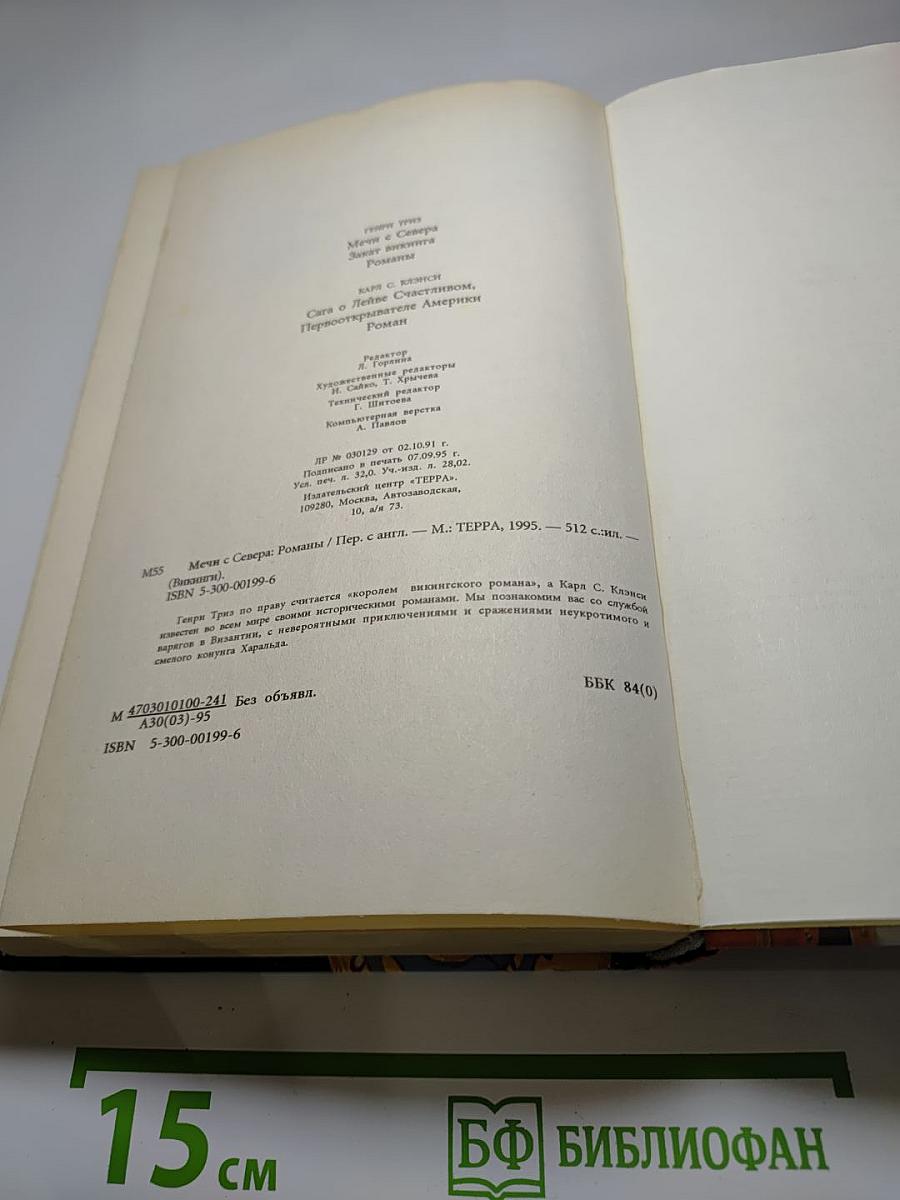 ГЕНРИ ТРИЗ
Мечи с Севера
Закат викинга
Романы
КАРЛ С. КЛЭНСИ
Сага о Лейве Счастливом,
Первооткрывателе Америки
Роман
Редактор
Л. Горлина
Художественные редакторы
И. Сайко, Т. Хрычева
Технический редактор
Г. Шитоева
Компьютерная верстка
А. Павлов
ЛР № 030129 от 02.10.91 г.
Подписано в печать 07.09.95 г.
Усл. печ. л. 32,0. Уч.-изд. л. 28,02.
Издательский центр «ТЕРРА».
109280, Москва, Автозаводская,
10, а/я 73.
М55 Мечи с Севера: Романы / Пер. с англ. — М.: ТЕРРА, 1995. — 512 с.:ил. —
(Викинги).
ISBN 5-300-00199-6
Генри Триз по праву считается «королем викингского романа», а Карл С. Клэнси
известен во всем мире своими историческими романами. Мы познакомим вас со службой
варягов в Византии, с невероятными приключениями и сражениями неукротимого и
смелого конунга Харальда.
М 4703010100-241 Без объявл.
А30(03)-95
ББК 84(0)
ISBN 5-300-00199-6
15 см
БФ БИБЛИОФАН